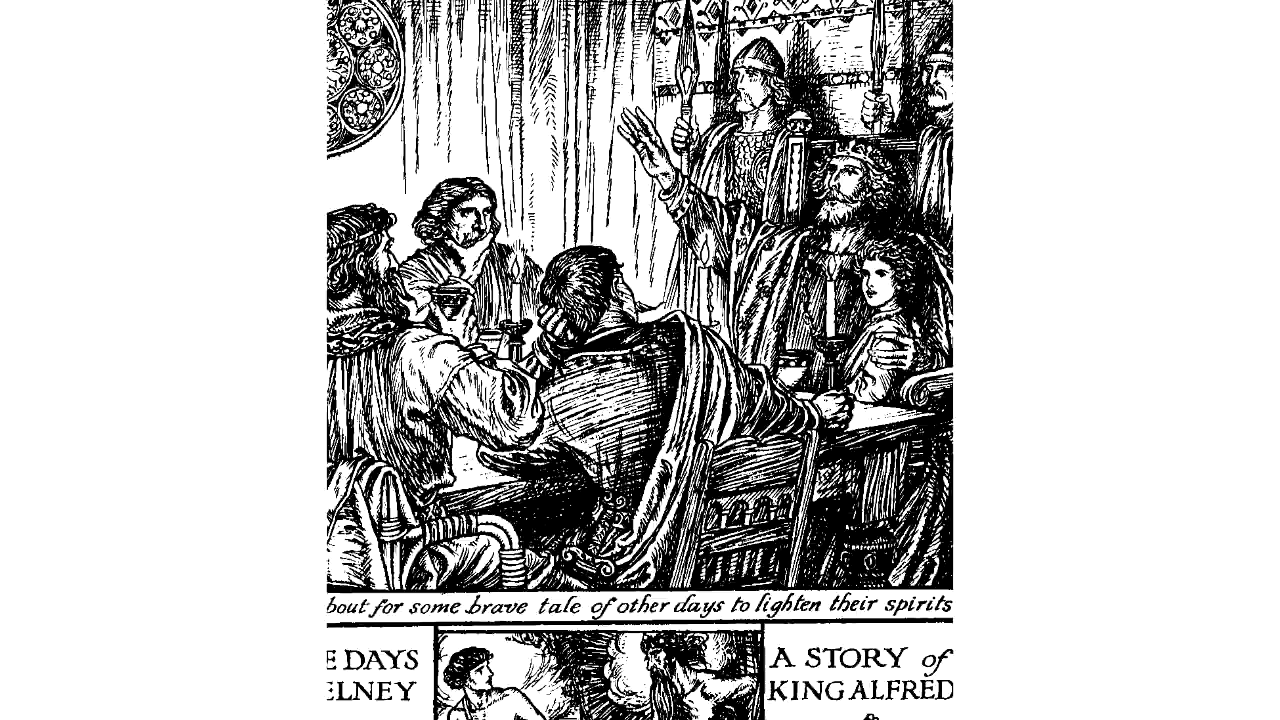 bout for some brave tale of other days to lighten their spirits
E DAYS
ELNEY
A STORY of
KING ALFRED
&